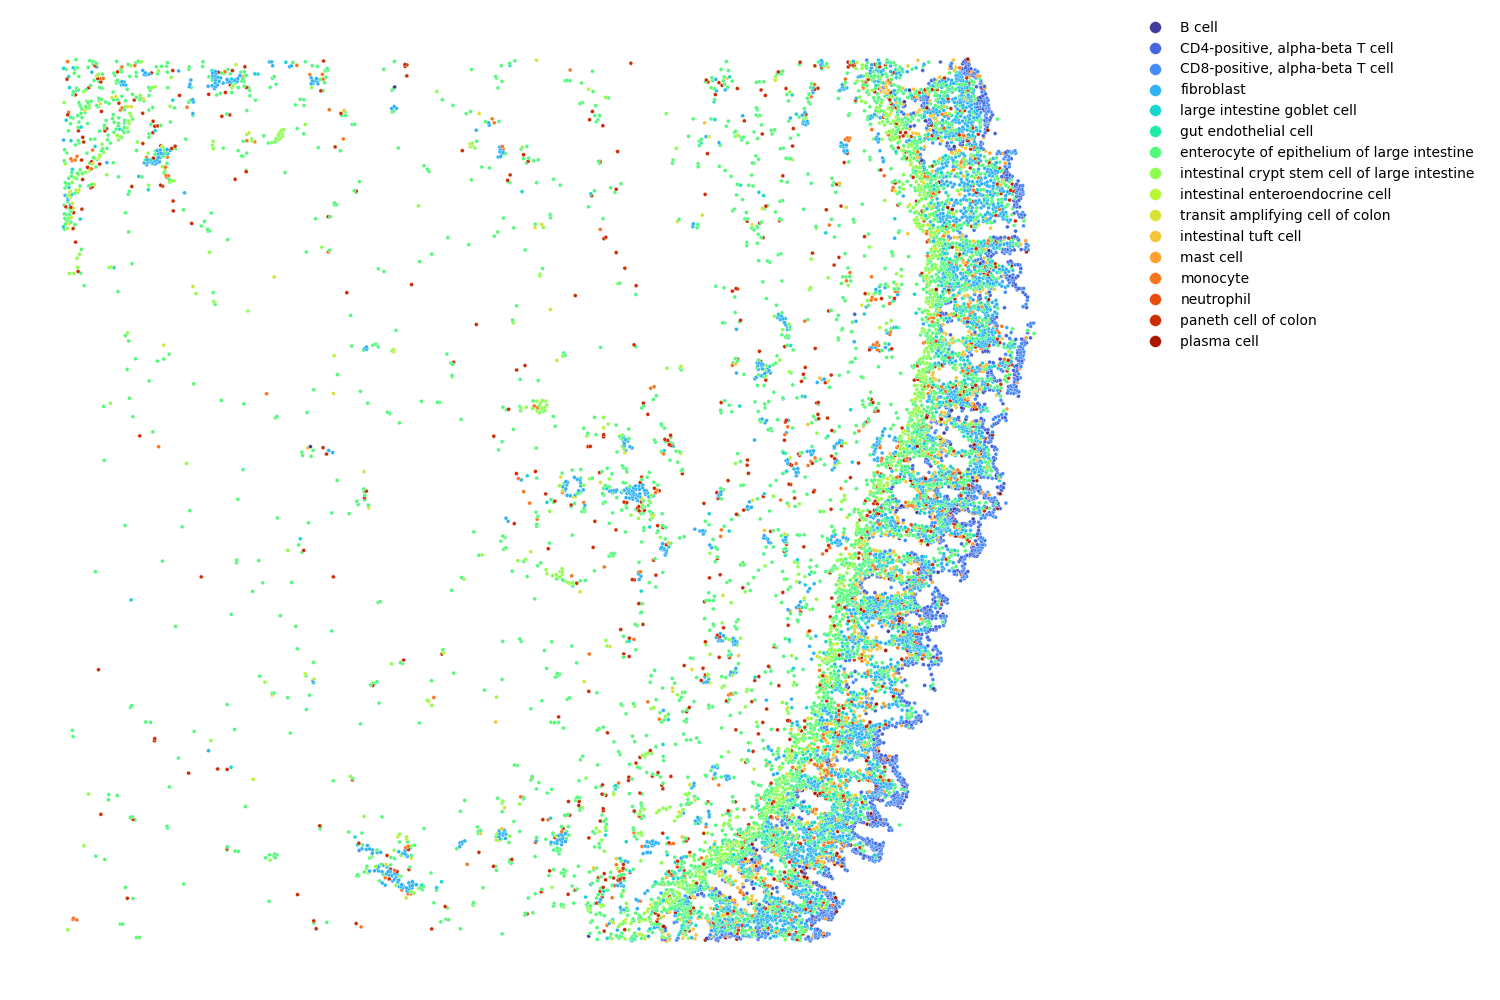 B cell
CD4-positive, alpha-beta T cell
CD8-positive, alpha-beta T cell
fibroblast
large intestine goblet cell
gut endothelial cell
enterocyte of epithelium of large intestine
intestinal crypt stem cell of large intestine
intestinal enteroendocrine cell
transit amplifying cell of colon
intestinal tuft cell
mast cell
monocyte
neutrophil
paneth cell of colon
plasma cell